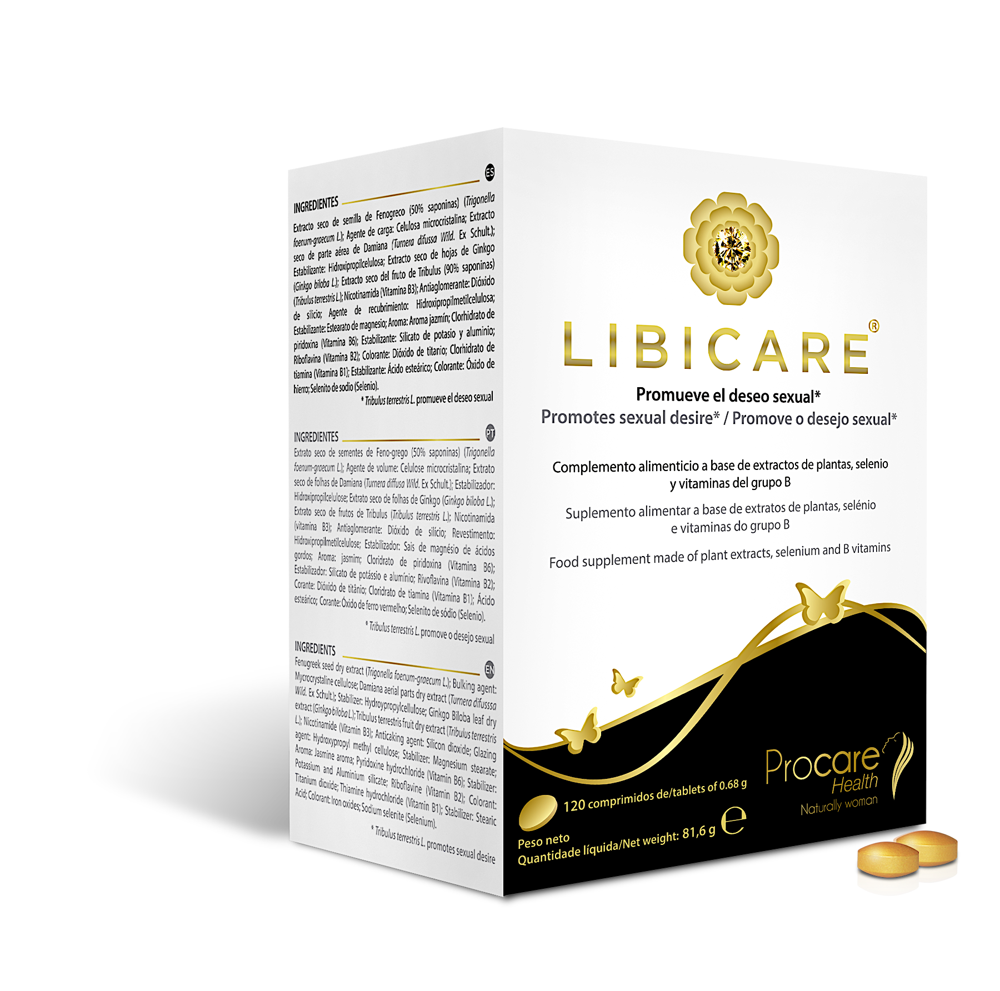 ES
INGREDIENTES
Extracto seco de semilla de Fenogreco (50% saponinas) (Trigonella
foenum-graecum L.); Agente de carga: Celulosa microcristalina; Extracto
seco de parte aérea de Damiana (Turnera difussa Wild. Ex Schult.);
Estabilizante: Hidroxipropilcelulosa; Extracto seco de hojas de Ginkgo
(Ginkgo biloba L.); Extracto seco del fruto de Tribulus (90% saponinas)
(Tribulus terrestris L.); Nicotinamida (Vitamina B3); Antiaglomerante: Dióxido
de silicio; Agente de recubrimiento: Hidroxipropilmetilcelulosa;
Estabilizante: Estearato de magnesio; Aroma: Aroma jazmín; Clorhidrato de
piridoxina (Vitamina B6); Estabilizante: Silicato de potasio y aluminio;
Riboflavina (Vitamina B2); Colorante: Dióxido de titanio; Clorhidrato de
tiamina (Vitamina B1); Estabilizante: Ácido esteárico; Colorante: Óxido de
hierro; Selenito de sodio (Selenio).
* Tribulus terrestris L. promueve el deseo sexual
PT
INGREDIENTES
Extrato seco de sementes de Feno-grego (50% saponinas) (Trigonella
foenum-graecum L.); Agente de volume: Celulose microcristalina; Extrato
seco de folhas de Damiana (Turnera diffusa Wild. Ex Schult.); Estabilizador:
Hidroxipropilcelulose; Extrato seco de folhas de Ginkgo (Ginkgo biloba L.);
Extrato seco de frutos de Tribulus (Tribulus terrestris L.); Nicotinamida
(vitamina B3); Antiaglomerante: Dióxido de silício; Revestimento:
Hidroxipropilmetilcelulose; Estabilizador: Sais de magnésio de ácidos
gordos; Aroma: jasmim; Cloridrato de piridoxina (Vitamina B6);
Estabilizador: Silicato de potássio e alumínio; Rivoflavina (Vitamina B2);
Corante: Dióxido de titânio; Cloridrato de tiamina (Vitamina B1); Ácido
esteárico; Corante: Óxido de ferro vermelho; Selenito de sódio (Selenio).
* Tribulus terrestris L. promove o desejo sexual
EN
INGREDIENTS
Fenugreek seed dry extract (Trigonella foenum-graecum L.); Bulking agent:
Mycrocrystaline cellulose; Damiana aerial parts dry extract (Turnera difusssa
Wild. Ex Schult.); Stabilizer: Hydroypropylcellulose; Ginkgo Biloba leaf dry
extract (Ginkgo biloba L.); Tribulus terrestris fruit dry extract (Tribulus terrestris
L.); Nicotinamide (Vitamin B3); Anticaking agent: Silicon dioxide; Glazing
agent: Hydroxypropyl methyl cellulose; Stabilizer: Magnesium stearate;
Aroma: Jasmine aroma; Pyridoxine hydrochloride (Vitamin B6); Stabilizer:
Potassium and Aluminium silicate; Riboflavine (Vitamin B2); Colorant:
Titanium dioxide; Thiamine hydrochloride (Vitamin B1); Stabilizer: Stearic
Acid; Colorant: Iron oxides; Sodium selenite (Selenium).
* Tribulus terrestris L. promotes sexual desire
LIBICARE®
Promueve el deseo sexual*
Promotes sexual desire* / Promove o desejo sexual*
Complemento alimenticio a base de extractos de plantas, selenio
y vitaminas del grupo B
Suplemento alimentar a base de extratos de plantas, selénio
e vitaminas do grupo B
Food supplement made of plant extracts, selenium and B vitamins
Procare
Health
Naturally woman
120 comprimidos de/tablets of 0.68 g
Peso neto
Quantidade líquida/Net weight: 81,6 g ℮